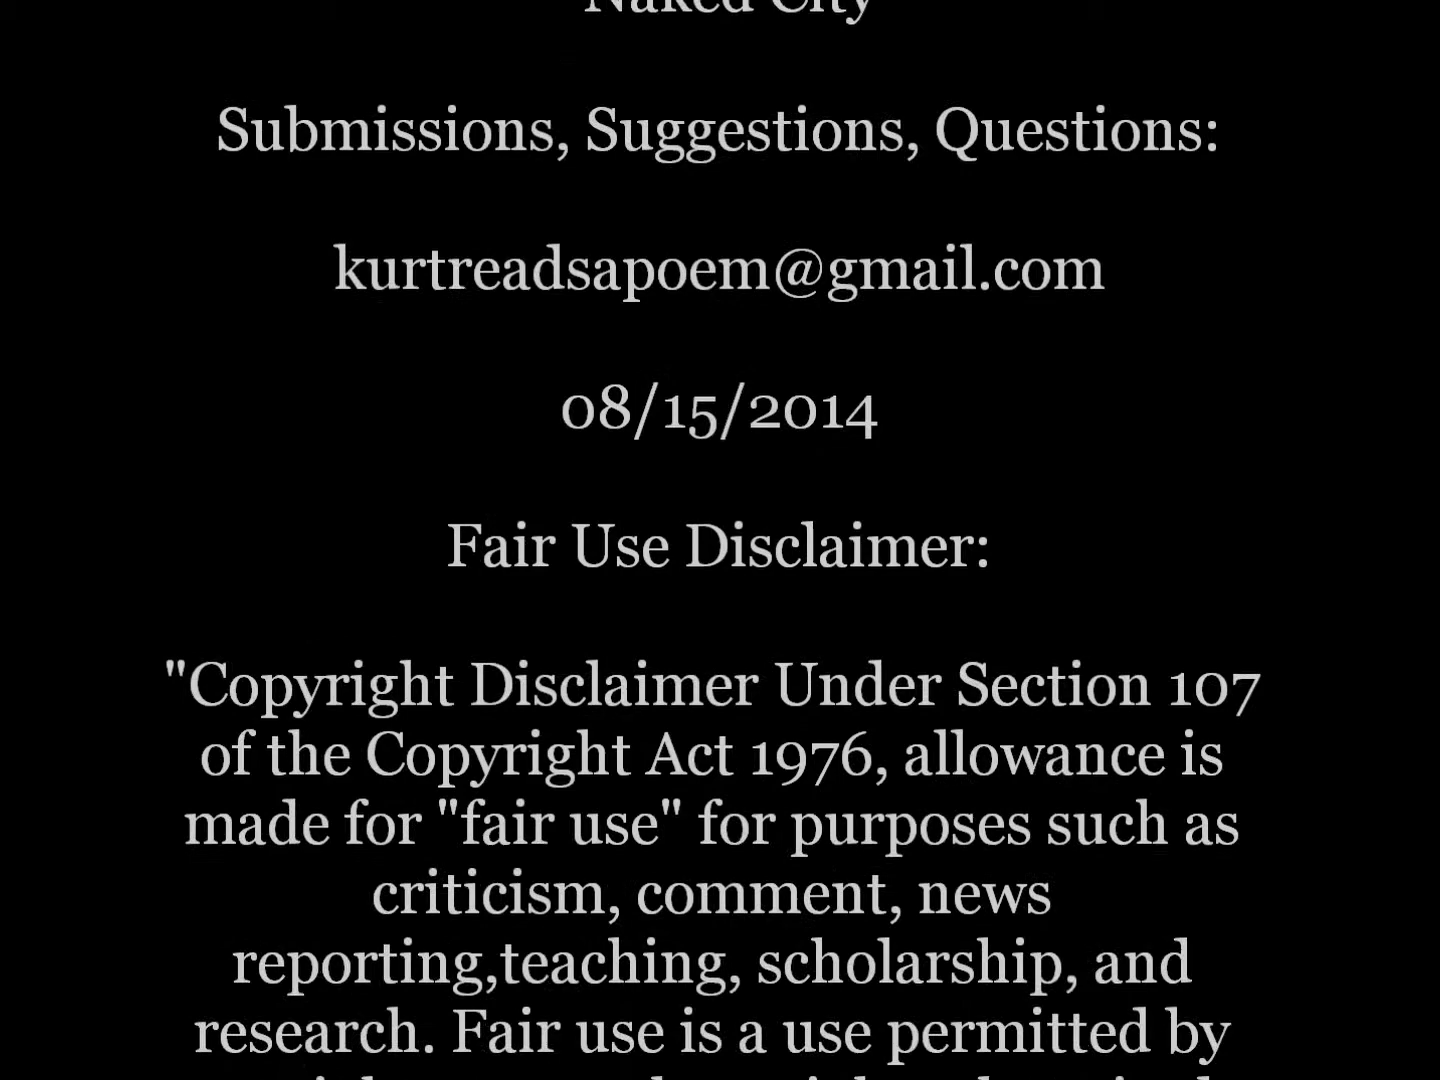 Naked City
Submissions, Suggestions, Questions:
kurtreadsapoem@gmail.com
08/15/2014
Fair Use Disclaimer:
"Copyright Disclaimer Under Section 107
of the Copyright Act 1976, allowance is
made for "fair use" for purposes such as
criticism, comment, news
reporting,teaching, scholarship, and
research. Fair use is a use permitted by